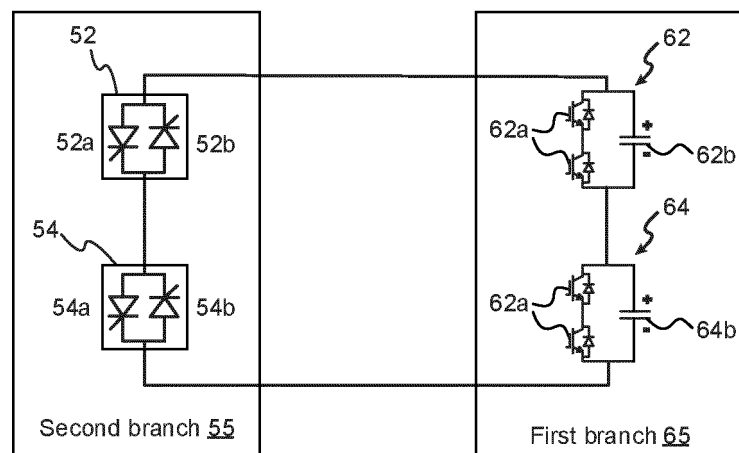 52
52a
52b
54
54a
54b
Second branch 55
62
62a
+
-
62b
64
62a
+
-
64b
First branch 65